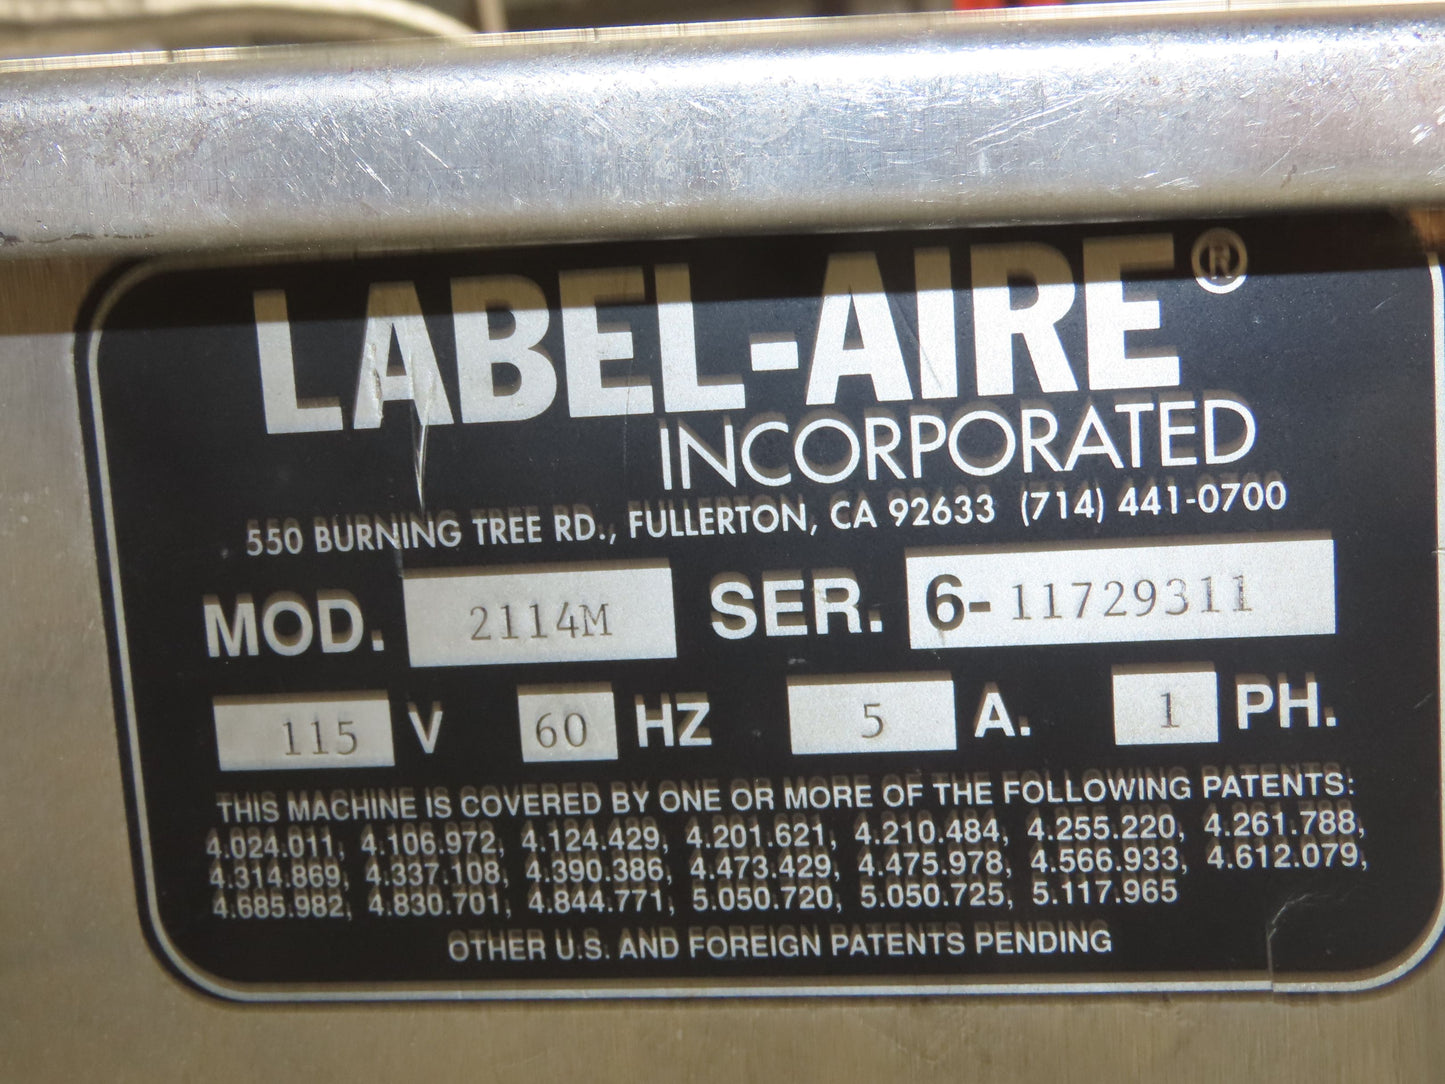 LABEL-AIRE®
INCORPORATED
550 BURNING TREE RD., FULLERTON, CA 92633 (714) 441-0700
MOD. 2114M SER. 6-11729311
115 V 60 HZ 5 A. 1 PH.
THIS MACHINE IS COVERED BY ONE OR MORE OF THE FOLLOWING PATENTS:
4.024.011, 4.106.972, 4.124.429, 4.201.621, 4.210.484, 4.255.220, 4.261.788,
4.314.869, 4.337.108, 4.390.386, 4.473.429, 4.475.978, 4.566.933, 4.612.079,
4.685.982, 4.830.701, 4.844.771, 5.050.720, 5.050.725, 5.117.965
OTHER U.S. AND FOREIGN PATENTS PENDING